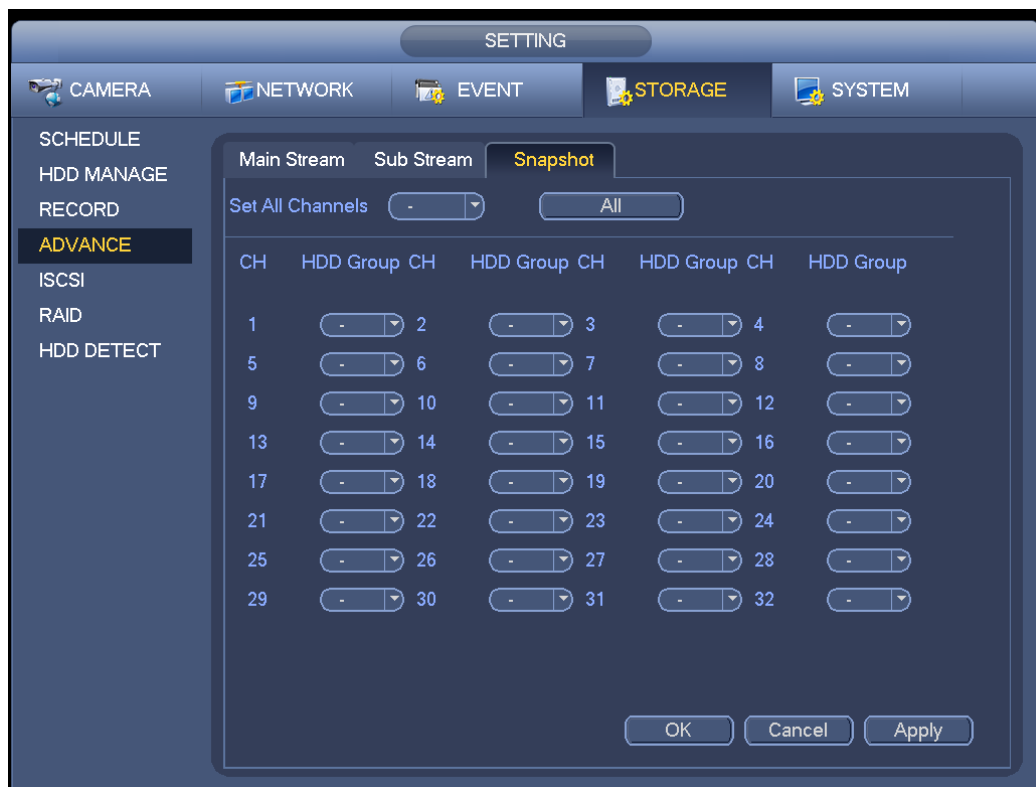 SETTING
CAMERA NETWORK EVENT STORAGE SYSTEM
SCHEDULE
HDD MANAGE
RECORD
ADVANCE
ISCSI
RAID
HDD DETECT
Main Stream Sub Stream Snapshot
Set All Channels - All
CH HDD Group CH HDD Group CH HDD Group CH HDD Group
1 - 2 - 3 - 4 -
5 - 6 - 7 - 8 -
9 - 10 - 11 - 12 -
13 - 14 - 15 - 16 -
17 - 18 - 19 - 20 -
21 - 22 - 23 - 24 -
25 - 26 - 27 - 28 -
29 - 30 - 31 - 32 -
OK Cancel Apply